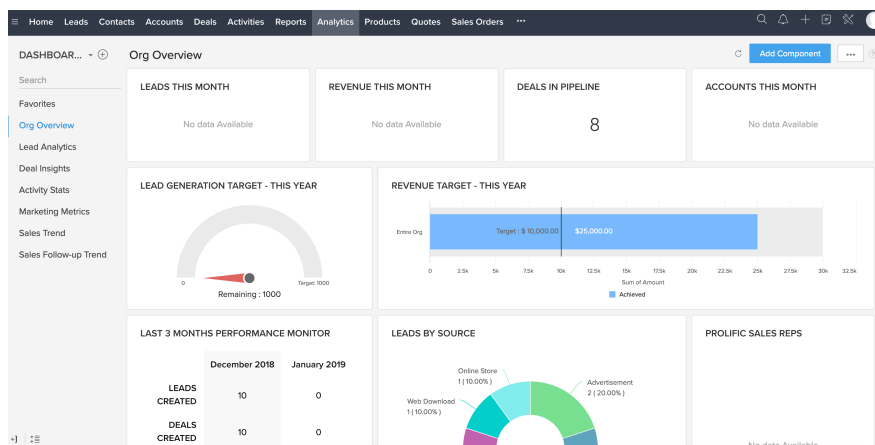 Home Leads Contacts Accounts Deals Activities Reports Analytics Products Quotes Sales Orders •••
DASHBOAR...
Org Overview
Add Component
•••
Search
Favorites
Org Overview
Lead Analytics
Deal Insights
Activity Stats
Marketing Metrics
Sales Trend
Sales Follow-up Trend
LEADS THIS MONTH
No data Available
REVENUE THIS MONTH
No data Available
DEALS IN PIPELINE
8
ACCOUNTS THIS MONTH
No data Available
LEAD GENERATION TARGET - THIS YEAR
0
Target: 1000
Remaining : 1000
REVENUE TARGET - THIS YEAR
Entire Org
Target : $ 10,000.00
$25,000.00
0 2.5k 5k 7.5k 10k 12.5k 15k 17.5k 20k 22.5k 25k 27.5k 30k 32.5k
Sum of Amount
Achieved
LAST 3 MONTHS PERFORMANCE MONITOR
December 2018 January 2019
LEADS
CREATED
10 0
DEALS
CREATED
10 0
LEADS BY SOURCE
Online Store
1 ( 10.00% )
Advertisement
2 ( 20.00% )
Web Download
1 ( 10.00% )
PROLIFIC SALES REPS
No data Available